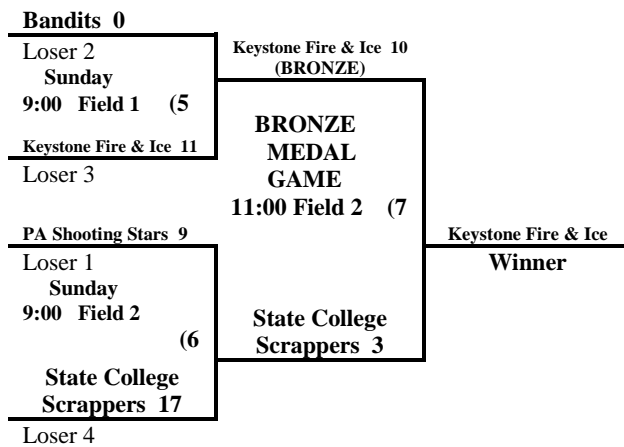 Bandits 0
Loser 2
Sunday
9:00 Field 1 (5
Keystone Fire & Ice 11
Loser 3
PA Shooting Stars 9
Loser 1
Sunday
9:00 Field 2
(6
State College
Scrappers 17
Loser 4
Keystone Fire & Ice 10
(BRONZE)
BRONZE
MEDAL
GAME
11:00 Field 2 (7
State College
Scrappers 3
Keystone Fire & Ice
Winner